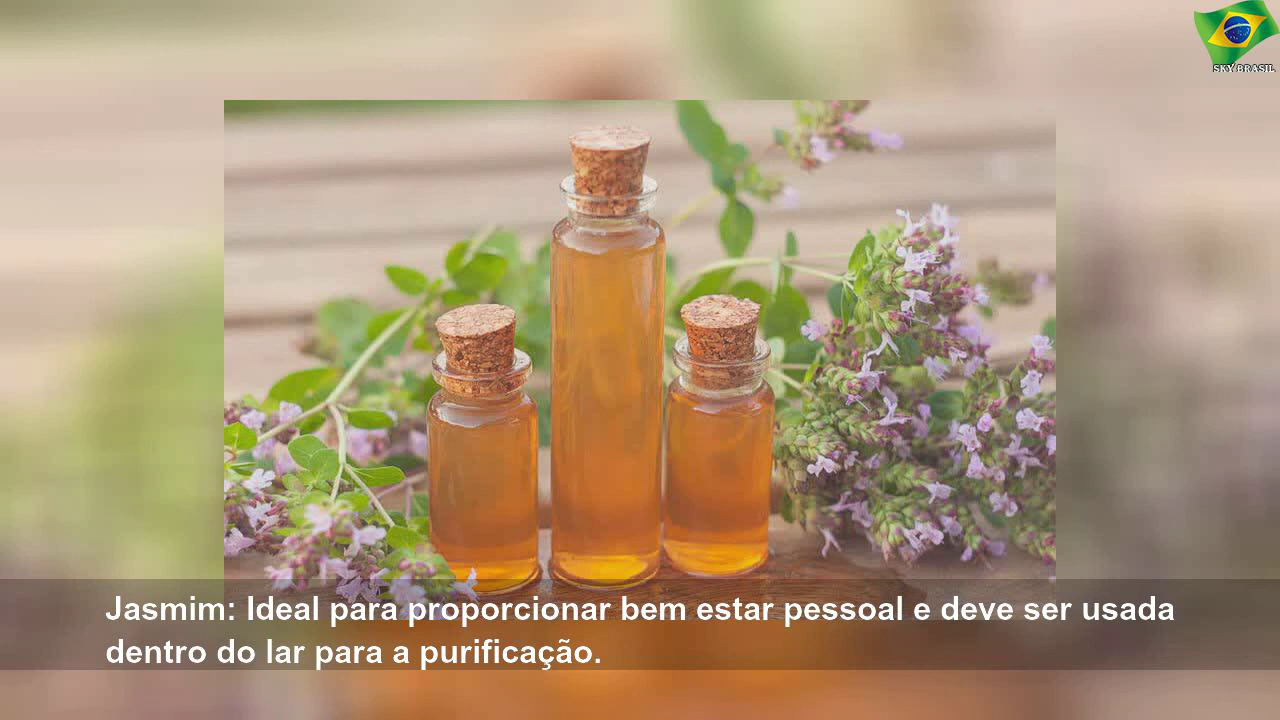 SKY BRASIL
Jasmim: Ideal para proporcionar bem estar pessoal e deve ser usada
dentro do lar para a purificação.